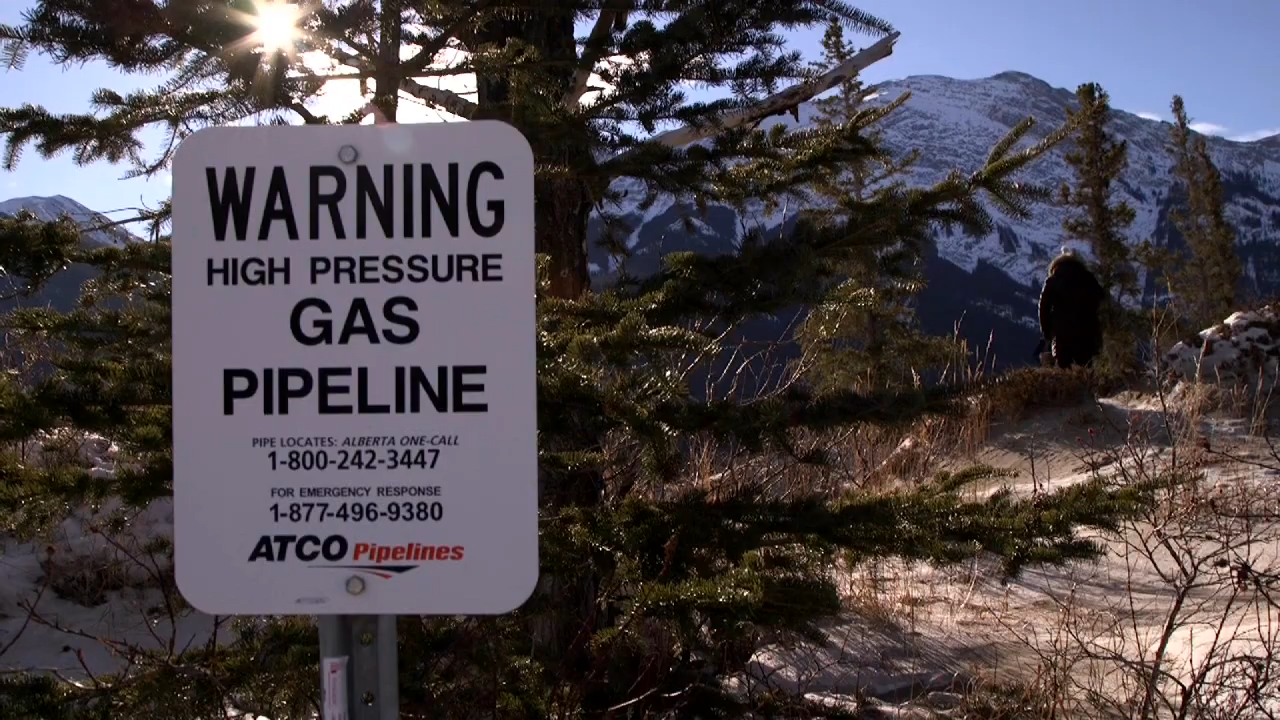 WARNING
HIGH PRESSURE
GAS
PIPELINE
PIPE LOCATES: ALBERTA ONE-CALL
1-800-242-3447
FOR EMERGENCY RESPONSE
1-877-496-9380
ATCO Pipelines